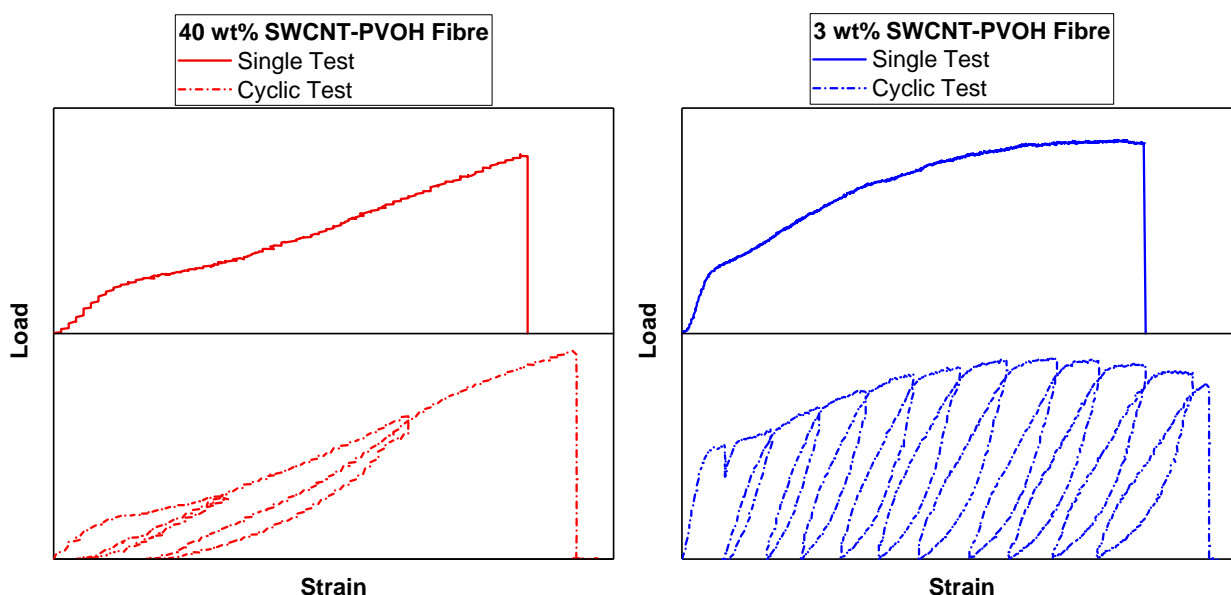 40 wt% SWCNT-PVOH Fibre
Single Test
Cyclic Test
Load
Strain
3 wt% SWCNT-PVOH Fibre
Single Test
Cyclic Test
Load
Strain